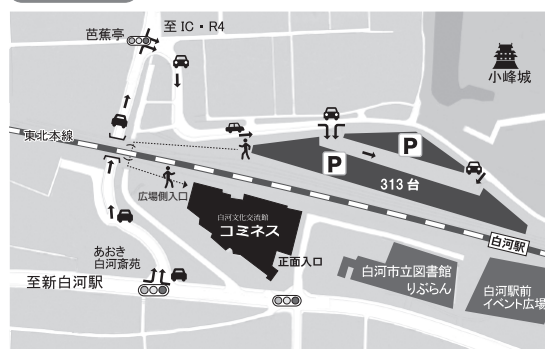 至 IC・R4
芭蕉亭
小峰城
東北本線
P
P
313 台
広場側入口
白河文化交流館
コミネス
白河駅
あおき
白河斎苑
正面入口
至新白河駅
白河市立図書館
りぶらん
白河駅前
イベント広場